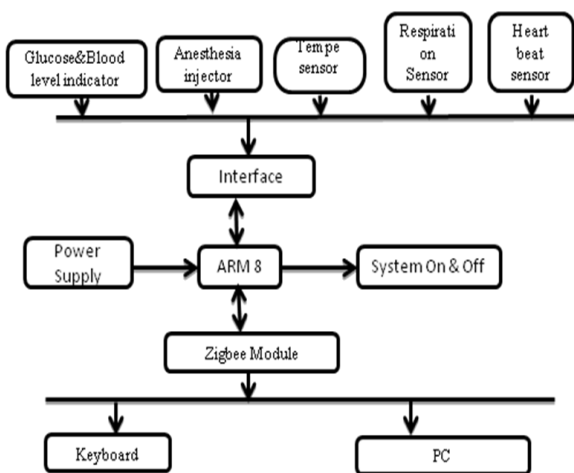 Glucose&Blood
level indicator
Anesthesia
injector
Tempe
sensor
Respirati
on
Sensor
Heart
beat
sensor
Interface
Power
Supply
ARM 8
System On & Off
Zigbee Module
Keyboard
PC